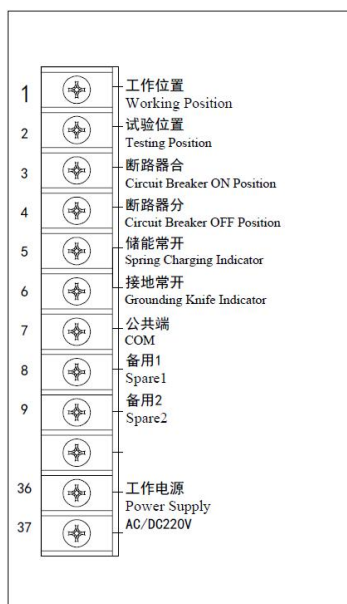 1 工作位置
Working Position
2 试验位置
Testing Position
3 断路器合
Circuit Breaker ON Position
4 断路器分
Circuit Breaker OFF Position
5 储能常开
Spring Charging Indicator
6 接地常开
Grounding Knife Indicator
7 公共端
COM
8 备用1
Spare1
9 备用2
Spare2
36 工作电源
Power Supply
37 AC/DC220V